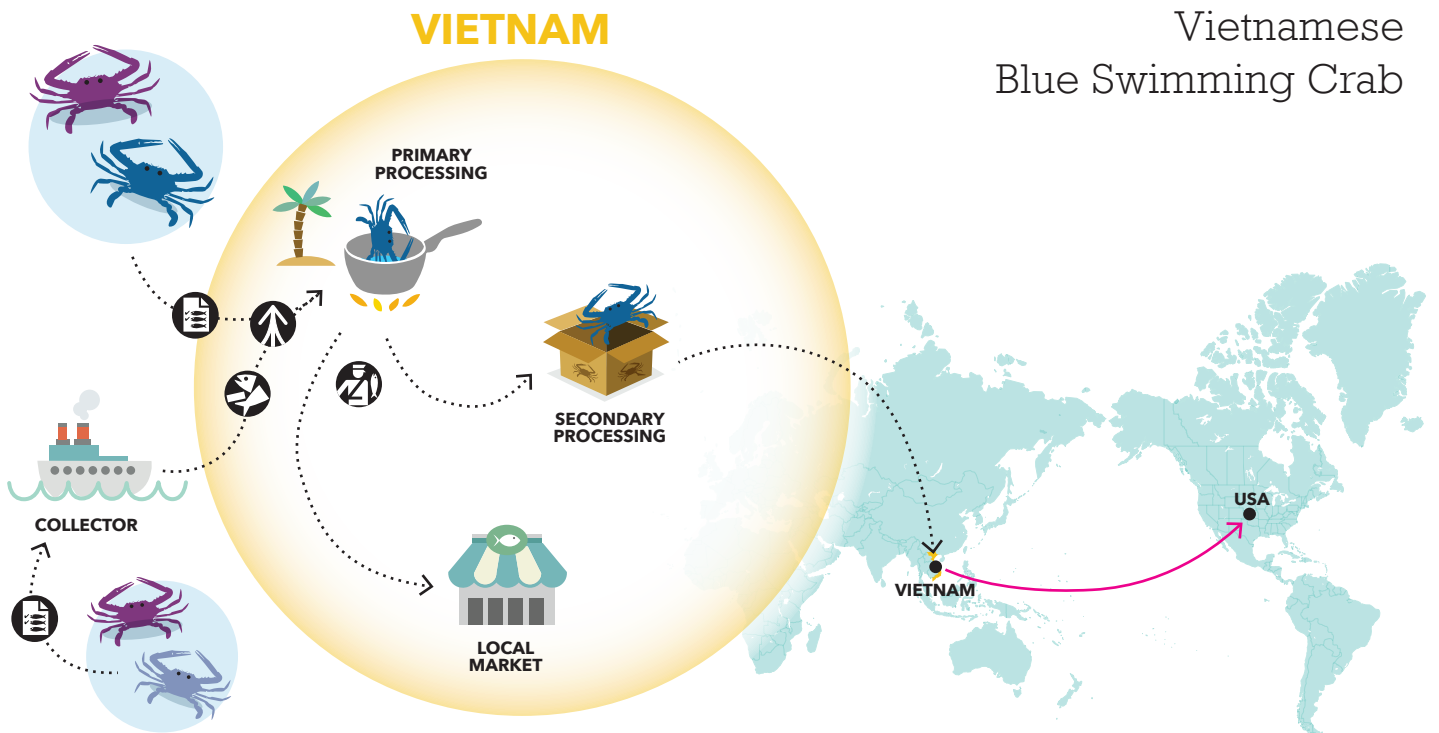 VIETNAM
Vietnamese
Blue Swimming Crab
PRIMARY
PROCESSING
SECONDARY
PROCESSING
COLLECTOR
LOCAL
MARKET
VIETNAM
USA